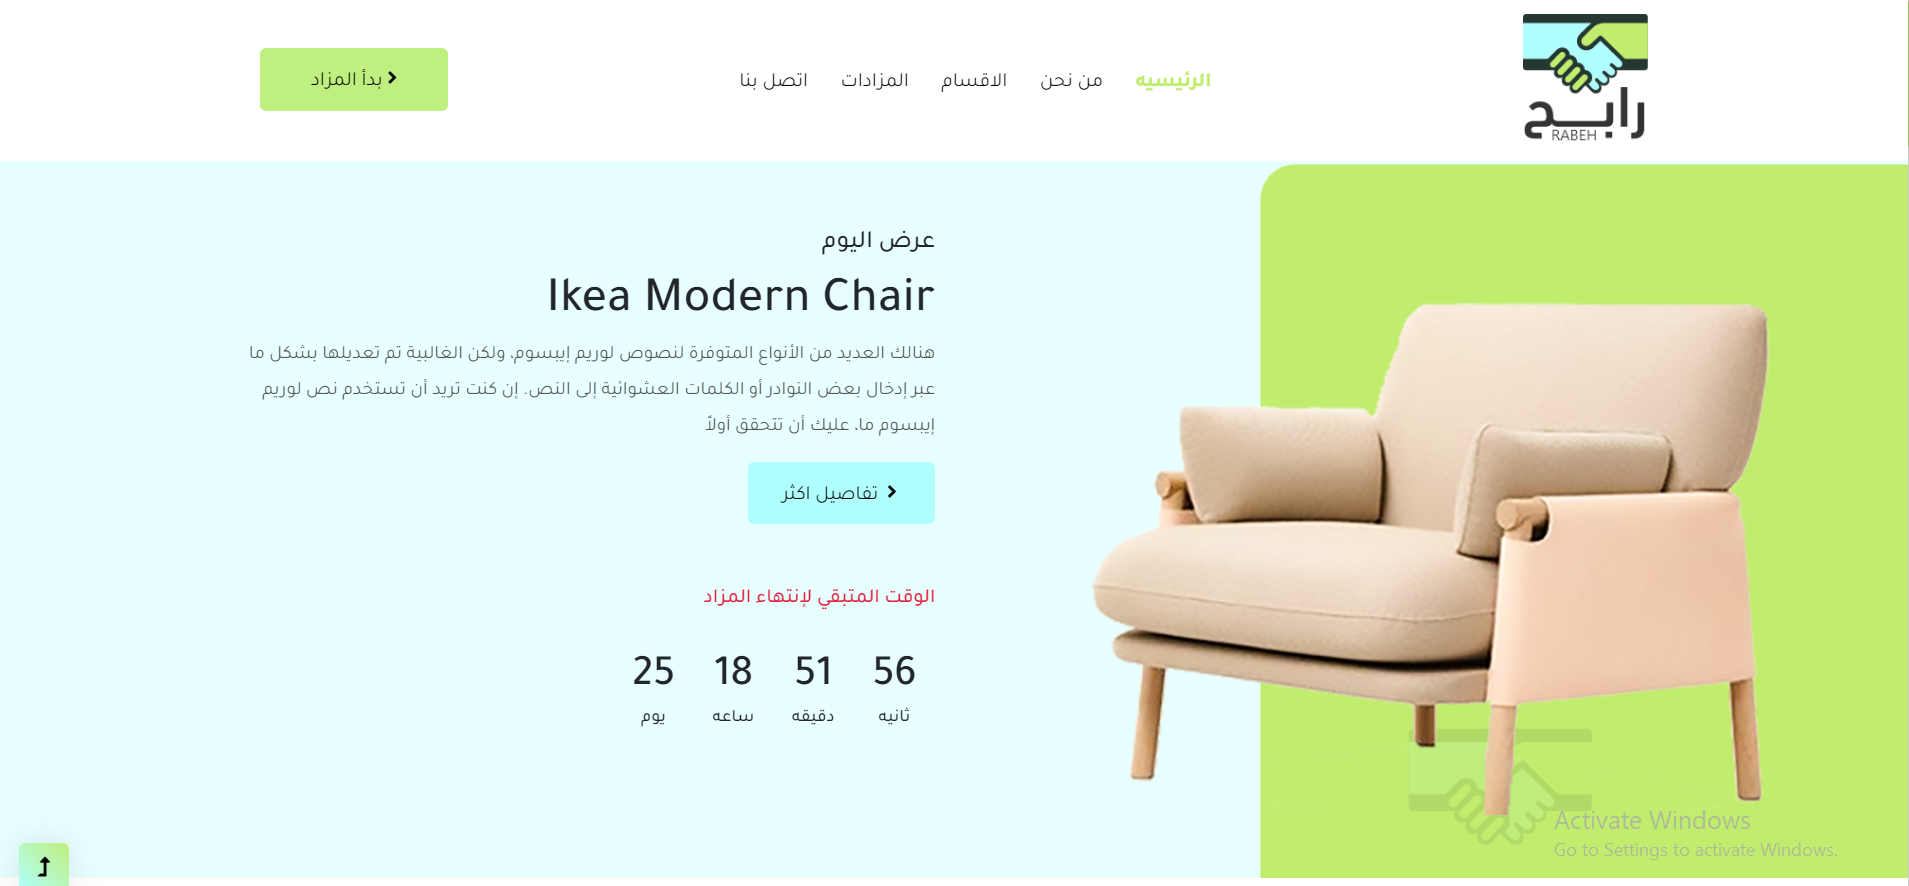 رابح
RABEH
الرئيسيه
من نحن
الاقسام
المزادات
اتصل بنا
بدأ المزاد
عرض اليوم
Ikea Modern Chair
هنالك العديد من الأنواع المتوفرة لنصوص لوريم إيبسوم، ولكن الغالبية تم تعديلها بشكل ما
عبر إدخال بعض النوادر أو الكلمات العشوائية إلى النص. إن كنت تريد أن تستخدم نص لوريم
إيبسوم ما، عليك أن تتحقق أولاً
تفاصيل اكثر
الوقت المتبقي لإنتهاء المزاد
56 51 18 25
ثانيه دقيقه ساعه يوم
Activate Windows
Go to Settings to activate Windows.